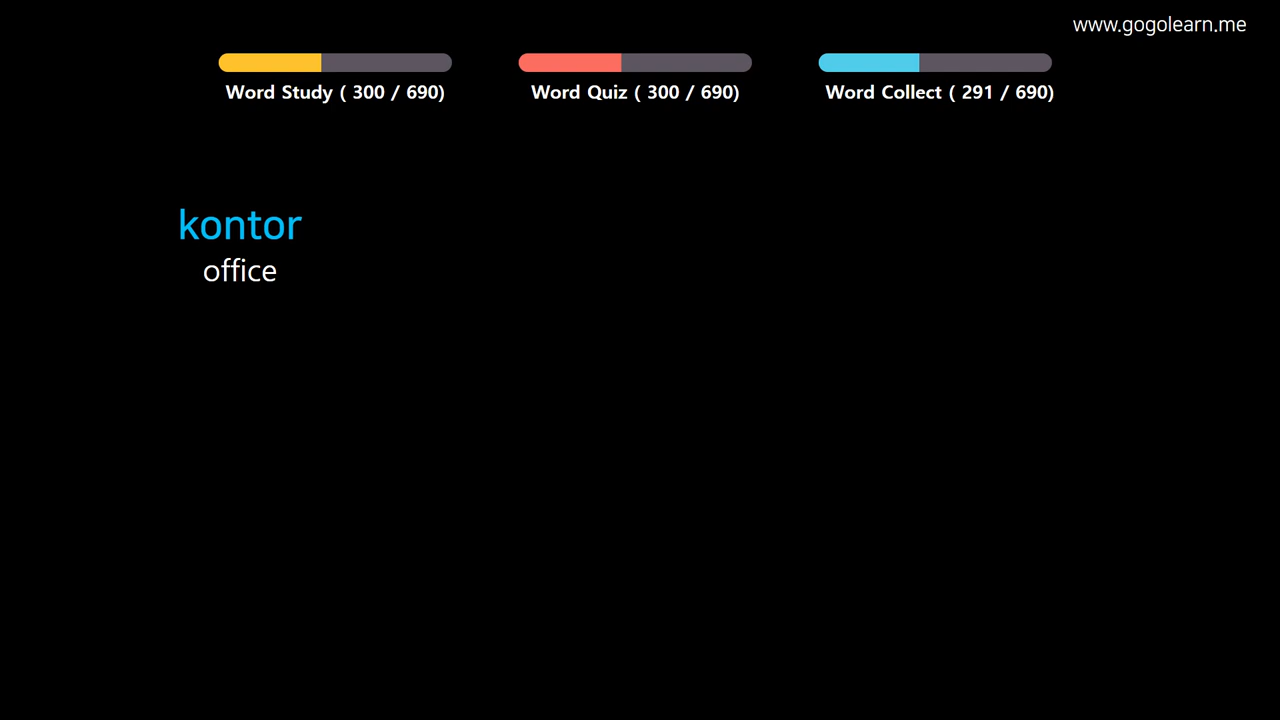 www.gogolearn.me
Word Study ( 300 / 690)
Word Quiz ( 300 / 690)
Word Collect ( 291 / 690)
kontor
office